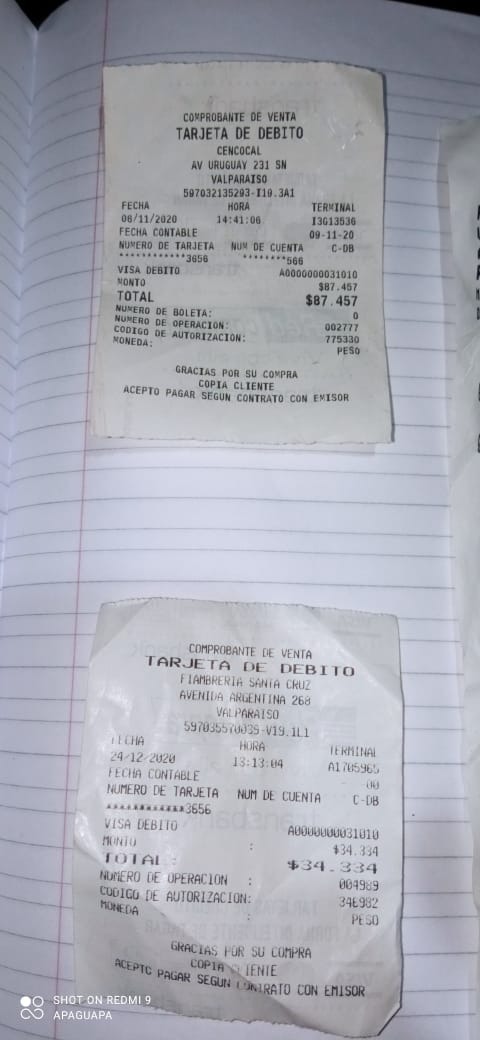 COMPROBANTE DE VENTA
TARJETA DE DEBITO
CENCOCAL
AV URUGUAY 231 SN
VALPARAISO
597032135293-I19.3A1
FECHA HORA TERMINAL
08/11/2020 14:41:06 I3G13536
FECHA CONTABLE 09-11-20
NUMERO DE TARJETA NUM DE CUENTA C-DB
************3656 ********566
VISA DEBITO A0000000031010
MONTO $87.457
TOTAL $87.457
NUMERO DE BOLETA: 0
NUMERO DE OPERACION: 002777
CODIGO DE AUTORIZACION: 775330
MONEDA: PESO
GRACIAS POR SU COMPRA
COPIA CLIENTE
ACEPTO PAGAR SEGUN CONTRATO CON EMISOR
COMPROBANTE DE VENTA
TARJETA DE DEBITO
FIAMBRERIA SANTA CRUZ
AVENIDA ARGENTINA 268
VALPARAISO
597035570039-V19.1L1
FECHA HORA TERMINAL
24/12/2020 13:13:04 A1705965
FECHA CONTABLE 00
NUMERO DE TARJETA NUM DE CUENTA C-DB
************3656
VISA DEBITO A0000000031010
MONTO : $34.334
TOTAL: $34.334
NUMERO DE OPERACION : 004989
CODIGO DE AUTORIZACION:
MONEDA : PESO
GRACIAS POR SU COMPRA
COPIA CLIENTE
ACEPTO PAGAR SEGUN CONTRATO CON EMISOR
SHOT ON REDMI 9
APAGUAPA